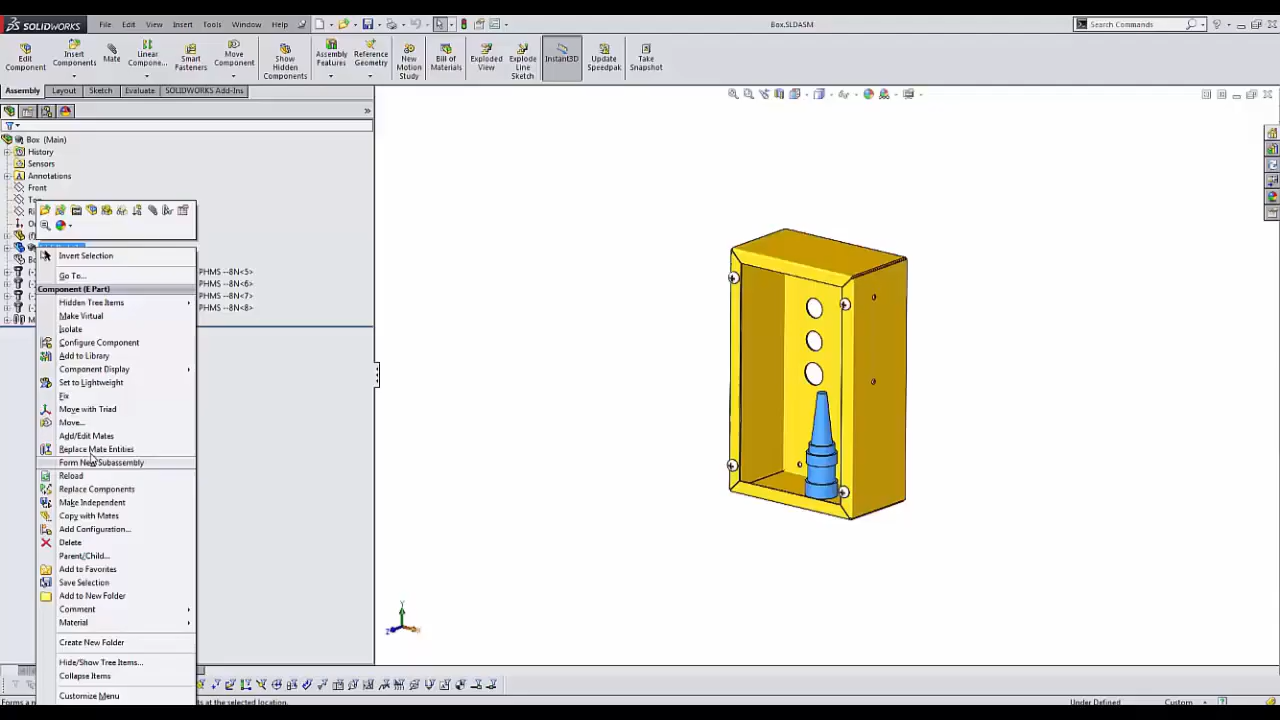 SOLIDWORKS File Edit View Insert Tools Window Help Box.SLDASM Search Commands
Edit Component Insert Components Mate Linear Compone... Smart Fasteners Move Component Show Hidden Components Assembly Features Reference Geometry New Motion Study Bill of Materials Exploded View Explode Line Sketch Instant3D Update Speedpak Take Snapshot
Assembly Layout Sketch Evaluate SOLIDWORKS Add-Ins
Box (Main)
History
Sensors
Annotations
Front
Invert Selection
Go To...
PHMS --8N<5>
Component (E Part)
PHMS --8N<6>
PHMS --8N<7>
Hidden Tree Items
PHMS --8N<8>
Make Virtual
Isolate
Configure Component
Add to Library
Component Display
Set to Lightweight
Fix
Move with Triad
Move...
Add/Edit Mates
Replace Mate Entities
Form New Subassembly
Reload
Replace Components
Make Independent
Copy with Mates
Add Configuration...
Delete
Parent/Child...
Add to Favorites
Save Selection
Add to New Folder
Comment
Material
Create New Folder
Hide/Show Tree Items...
Collapse Items
Customize Menu
ts at the selected location. Under Defined Custom